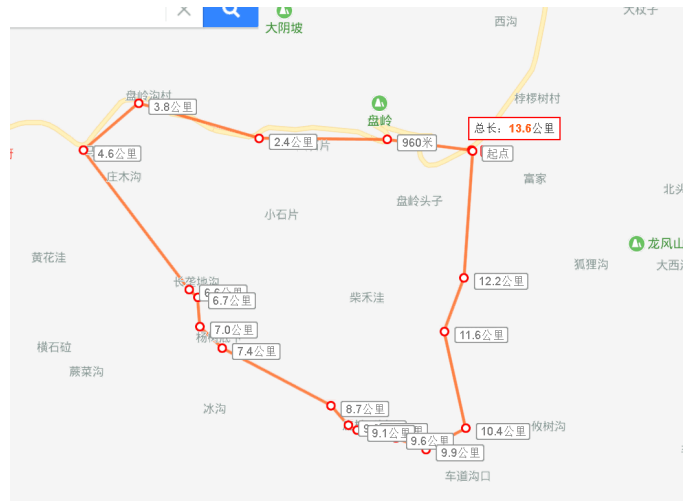 大阴坡
西沟
大杖子
盘岭沟村
3.8公里
桲椤树村
盘岭
总长：13.6公里
2.4公里
960米
起点
4.6公里
庄木沟
富家
盘岭头子
北头
小石片
黄花洼
龙凤山
狐狸沟
大西
长垄地沟
12.2公里
6.6公里
6.7公里
柴禾洼
7.0公里
11.6公里
横石砬
7.4公里
蕨菜沟
冰沟
8.7公里
9.1公里
10.4公里
攸树沟
9.6公里
9.9公里
车道沟口